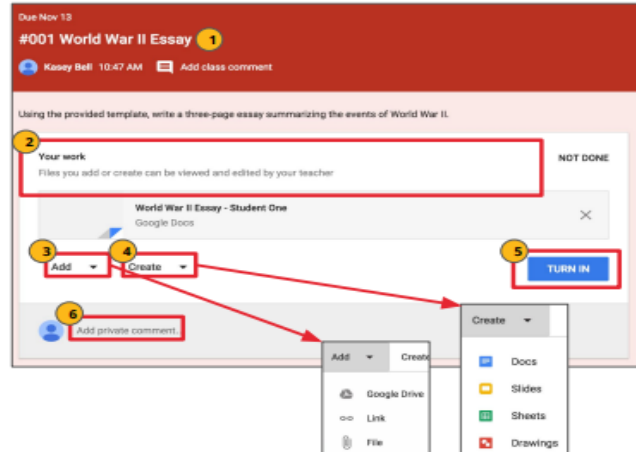 Due Nov 13
#001 World War II Essay 1
Kasey Bell 10:47 AM Add class comment
Using the provided template, write a three-page essay summarizing the events of World War II.
2
Your work NOT DONE
Files you add or create can be viewed and edited by your teacher
World War II Essay - Student One
Google Docs
3 4 5
Add Create TURN IN
6
Add private comment...
Add Create
Google Drive
Link
File
Create
Docs
Slides
Sheets
Drawings